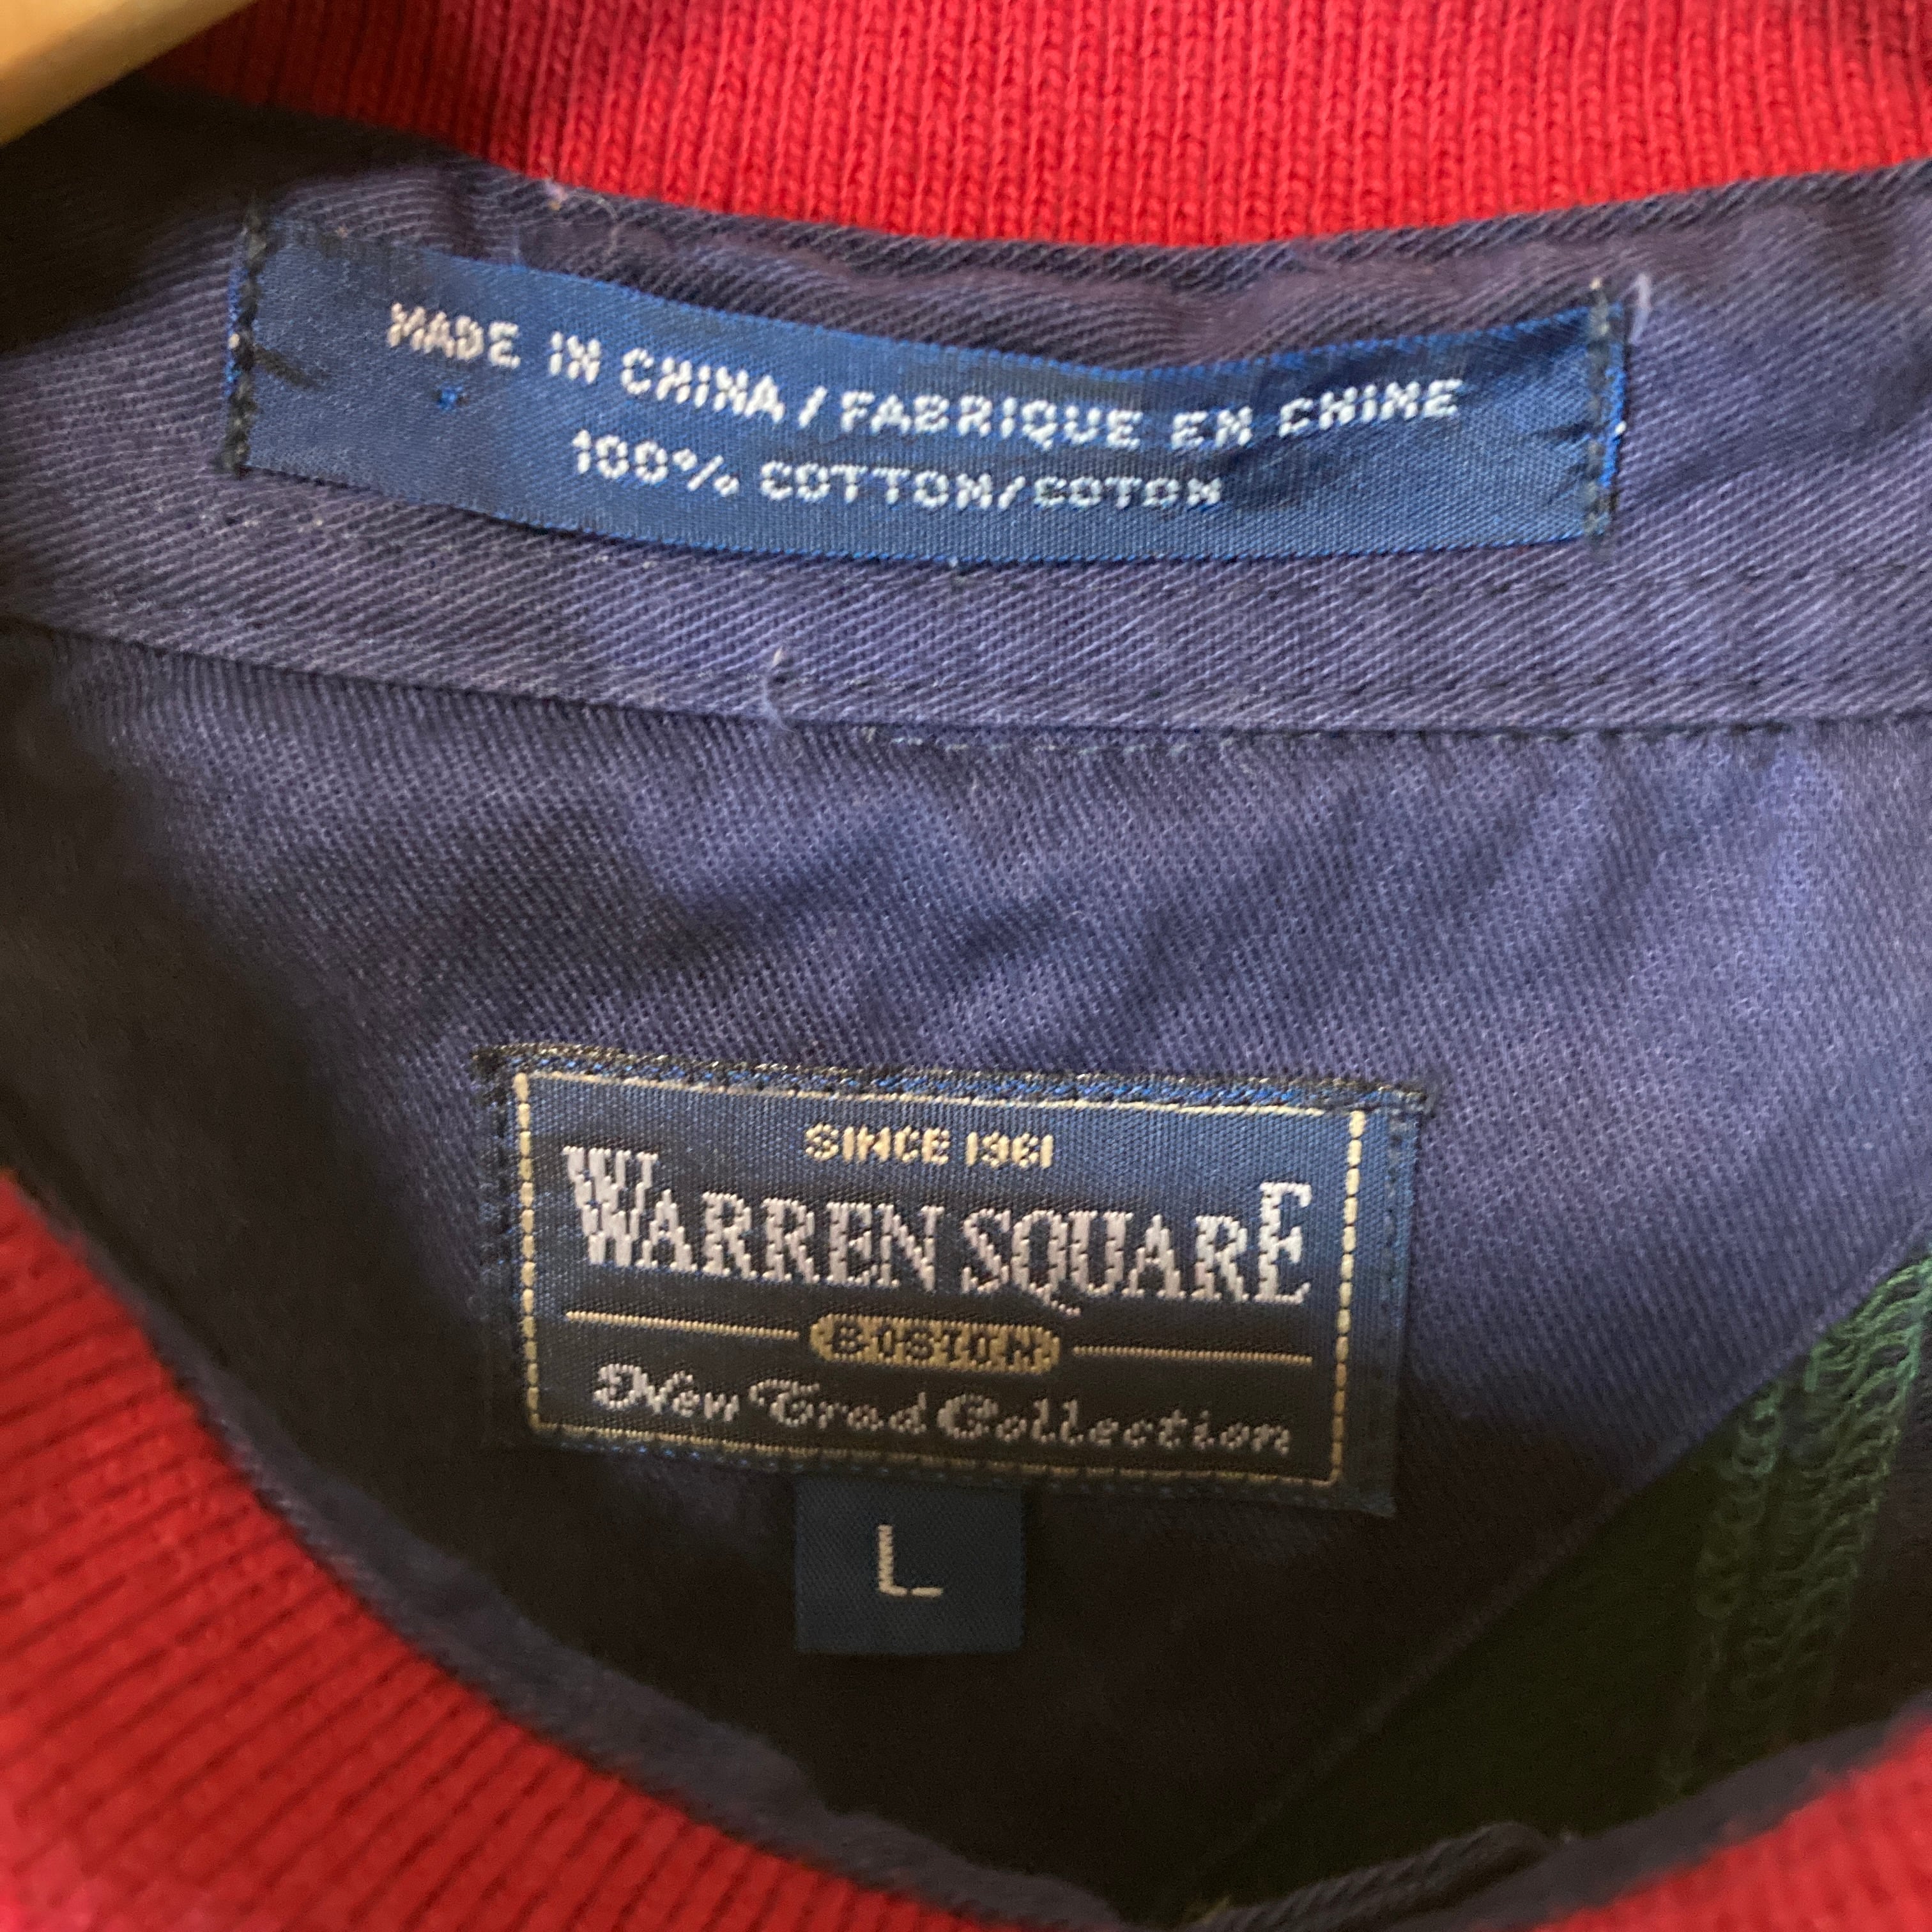 MADE IN CHINA / FABRIQUE EN CHINE
100% COTTON/COTON
SINCE 1961
WARREN SQUARE
BOSTON
New Trad Collection
L